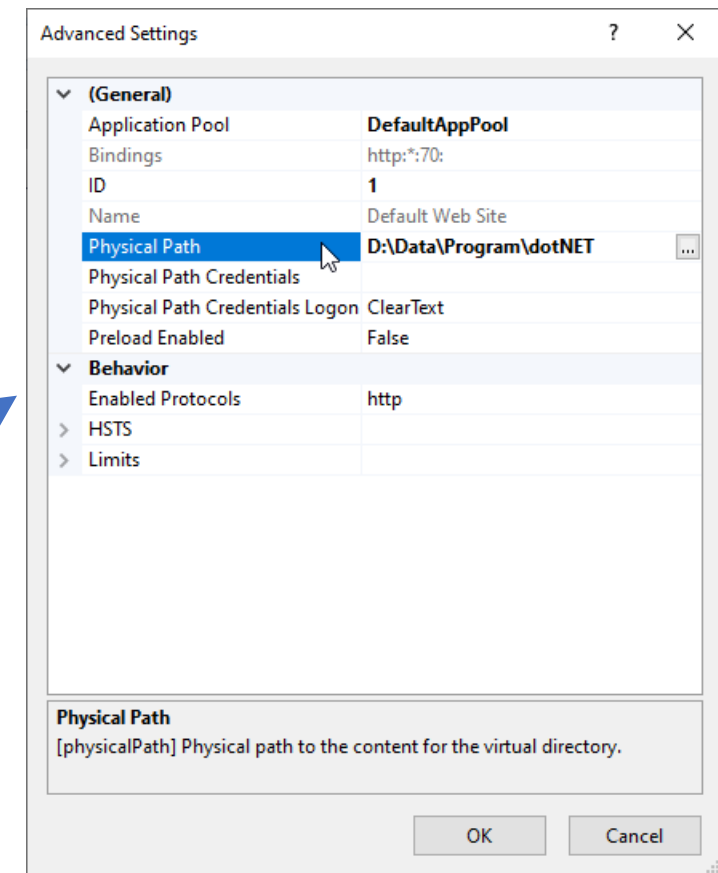 Advanced Settings ? ×
(General)
Application Pool DefaultAppPool
Bindings http:*:70:
ID 1
Name Default Web Site
Physical Path D:\Data\Program\dotNET ...
Physical Path Credentials
Physical Path Credentials Logon ClearText
Preload Enabled False
Behavior
Enabled Protocols http
HSTS
Limits
Physical Path
[physicalPath] Physical path to the content for the virtual directory.
OK Cancel